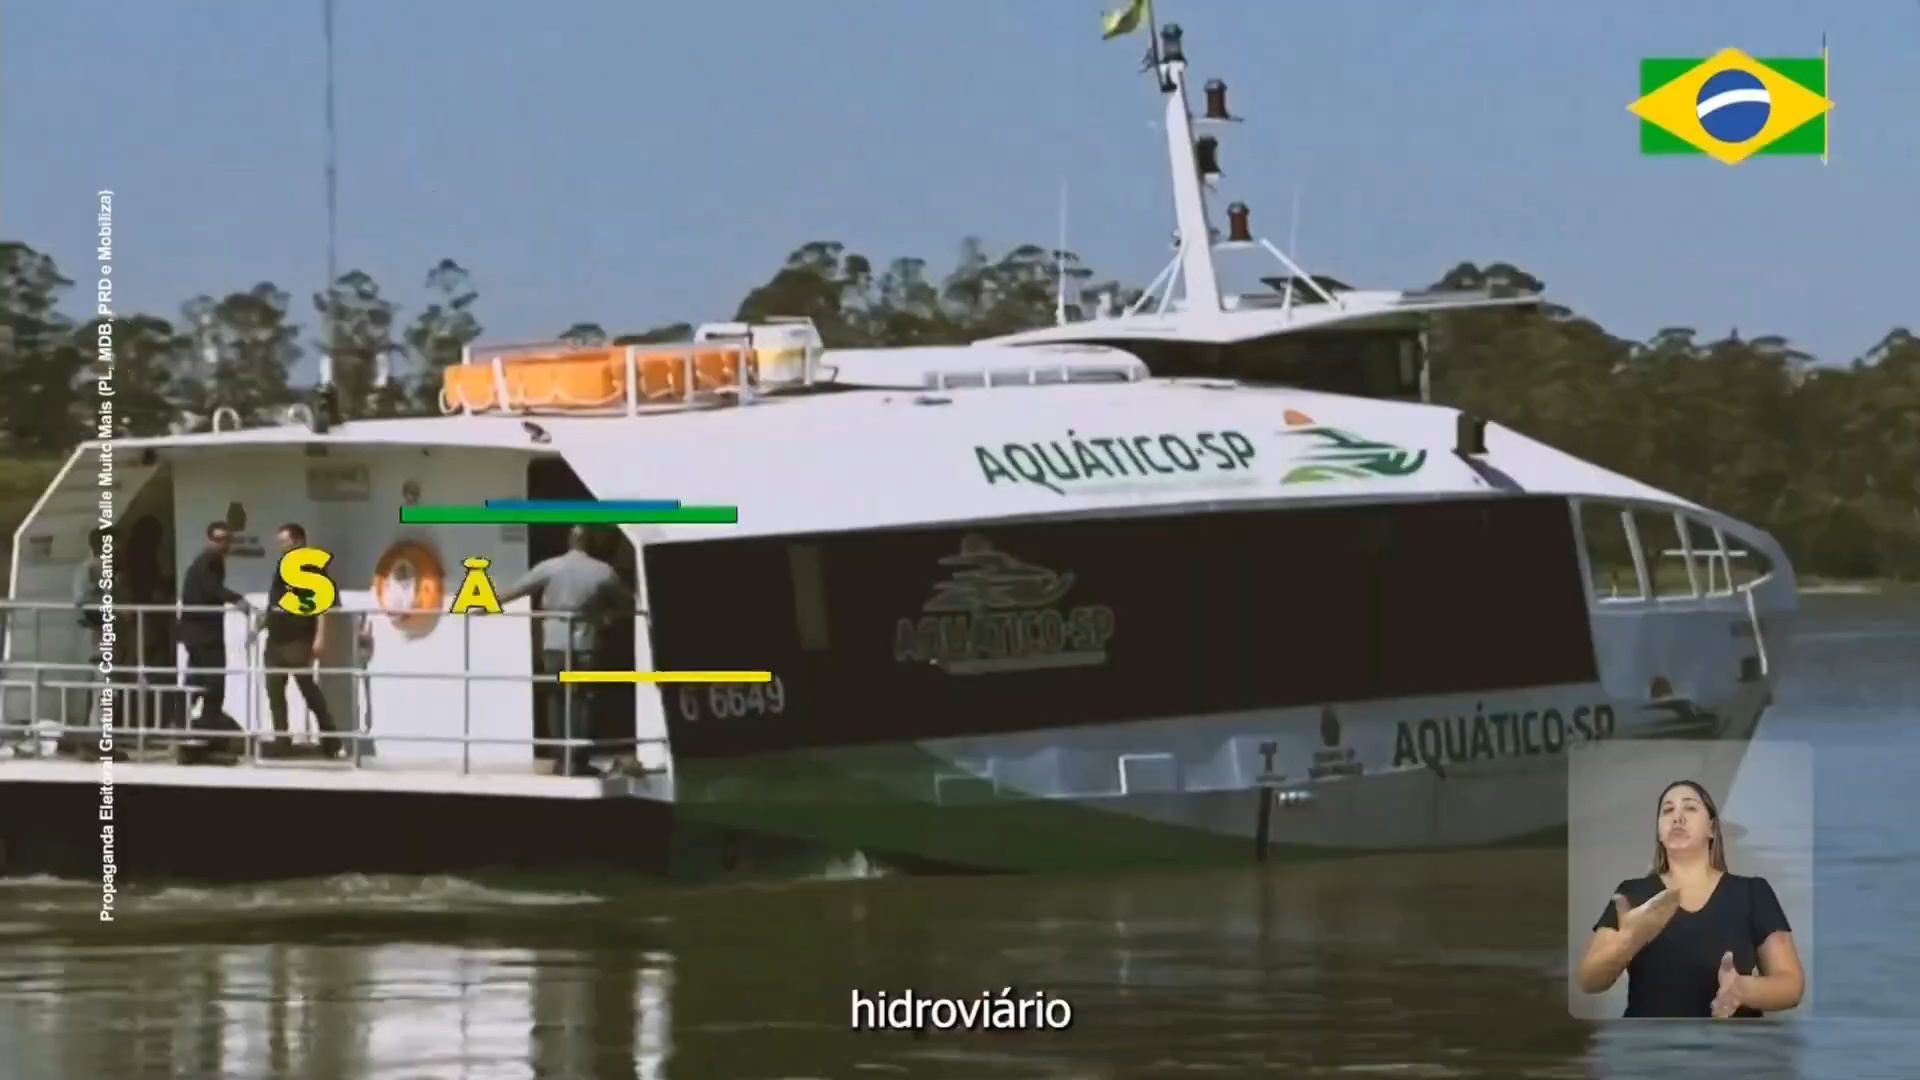 Propaganda Eleitoral Gratuita - Coligação Santos Valle Muito Mais (PL, MDB, PRD e Mobiliza)
AQUÁTICO-SP
S
S
Ã
AQUÁTICO-SP
6 6649
AQUÁTICO-SP
hidroviário